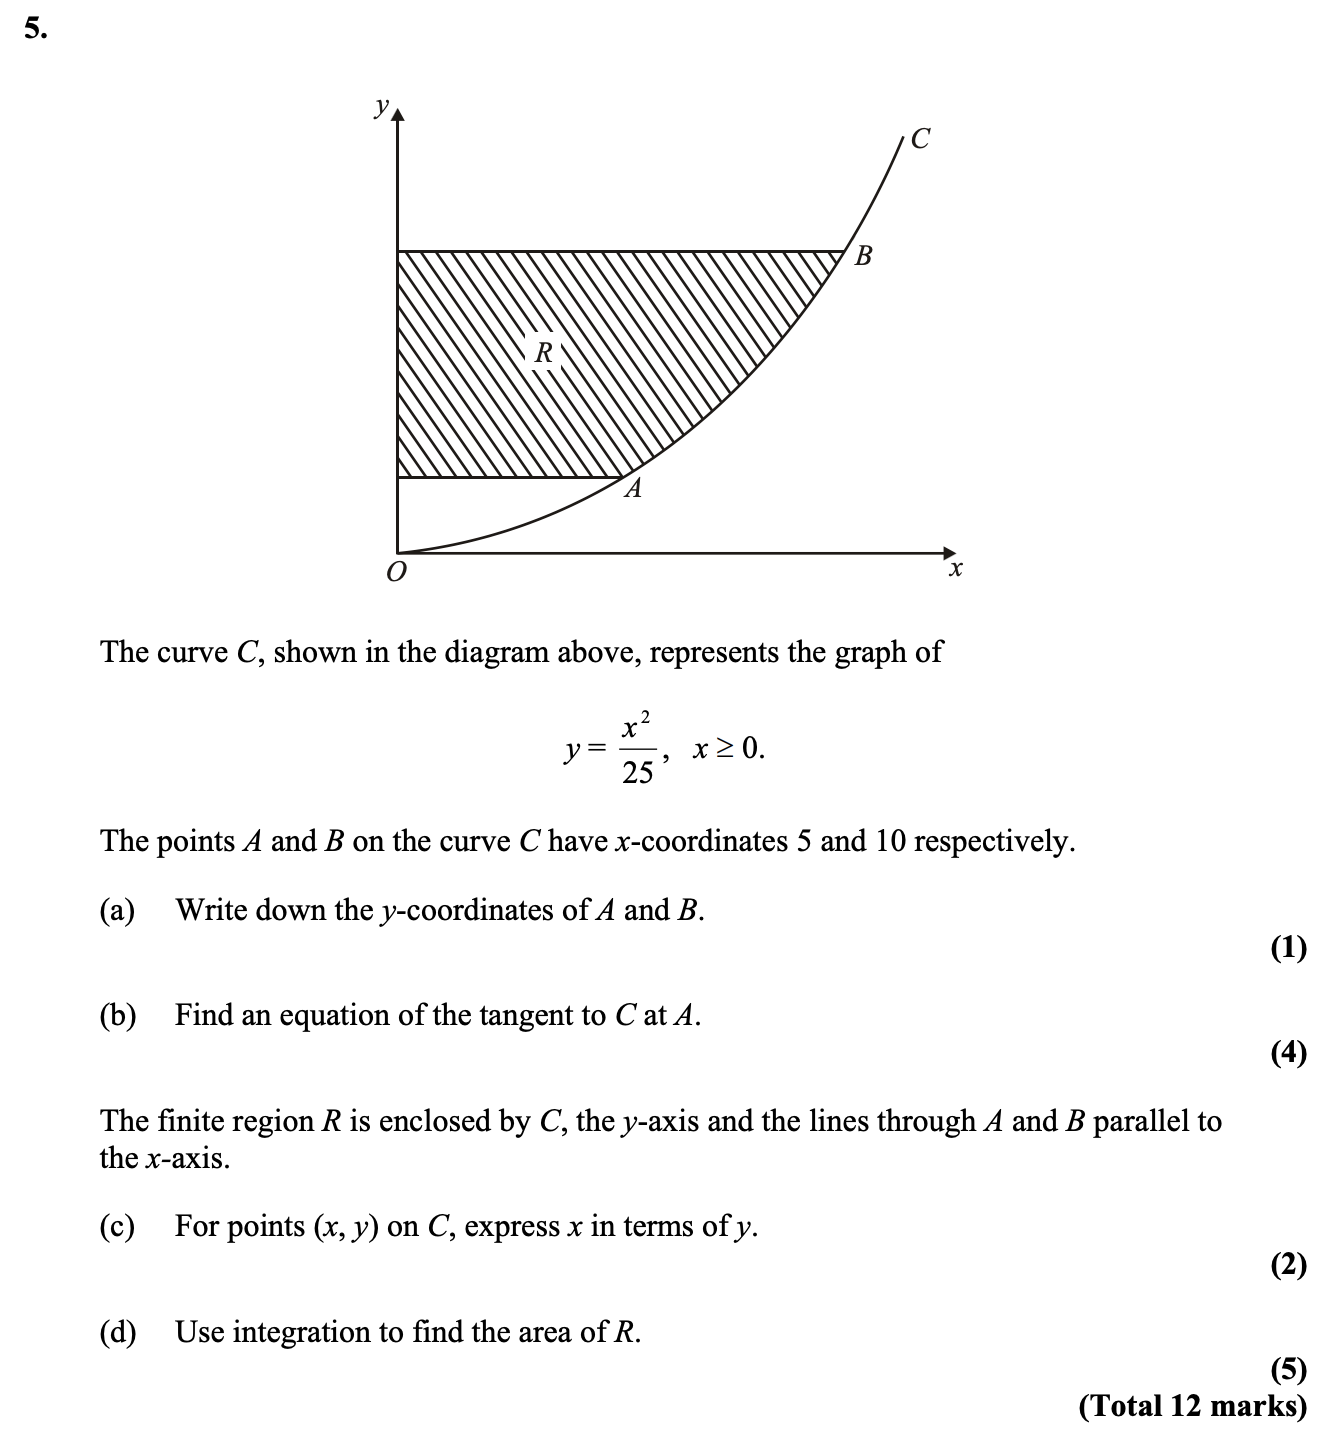 5.
y
C
B
R
A
O
x
The curve C, shown in the diagram above, represents the graph of
y = x²/25, x ≥ 0.
The points A and B on the curve C have x-coordinates 5 and 10 respectively.
(a) Write down the y-coordinates of A and B.
(1)
(b) Find an equation of the tangent to C at A.
(4)
The finite region R is enclosed by C, the y-axis and the lines through A and B parallel to
the x-axis.
(c) For points (x, y) on C, express x in terms of y.
(2)
(d) Use integration to find the area of R.
(5)
(Total 12 marks)